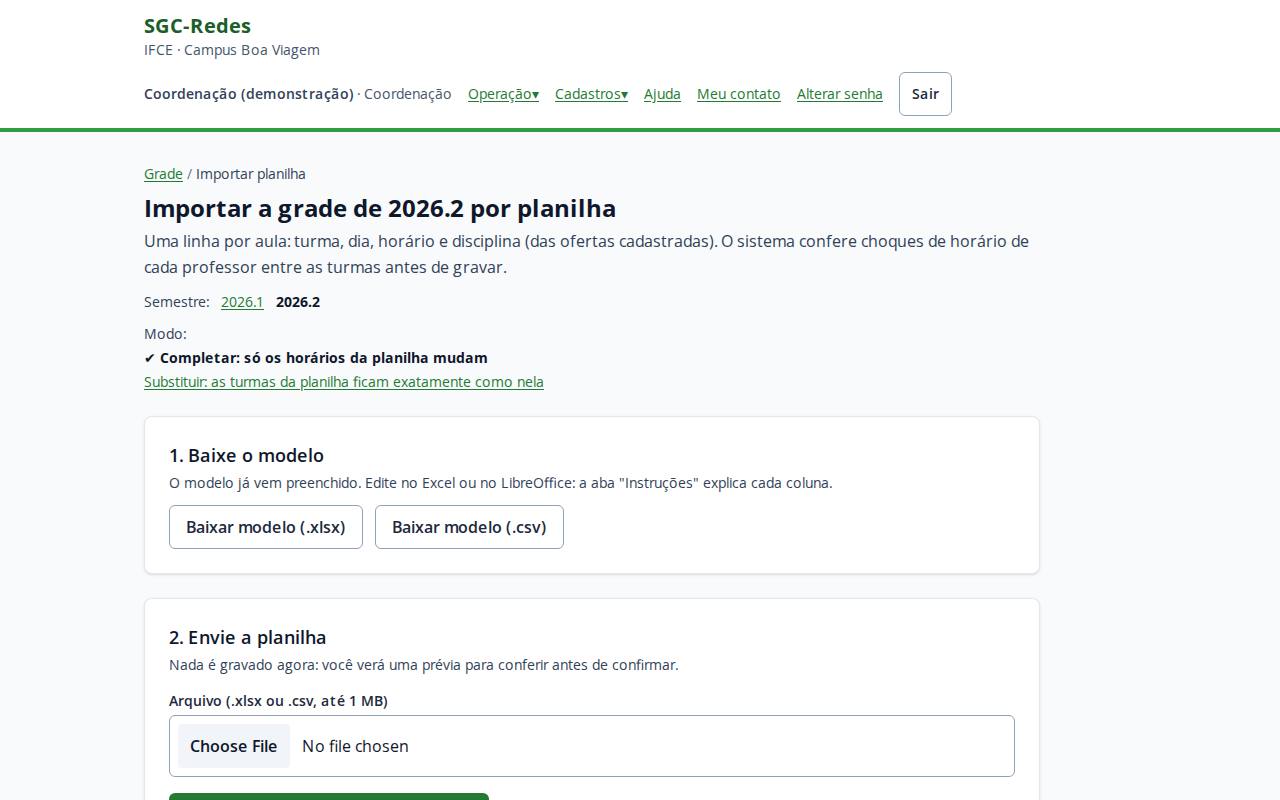 SGC-Redes
IFCE · Campus Boa Viagem
Coordenação (demonstração) · Coordenação Operação▾ Cadastros▾ Ajuda Meu contato Alterar senha Sair
Grade / Importar planilha
Importar a grade de 2026.2 por planilha
Uma linha por aula: turma, dia, horário e disciplina (das ofertas cadastradas). O sistema confere choques de horário de
cada professor entre as turmas antes de gravar.
Semestre: 2026.1 2026.2
Modo:
✔ Completar: só os horários da planilha mudam
Substituir: as turmas da planilha ficam exatamente como nela
1. Baixe o modelo
O modelo já vem preenchido. Edite no Excel ou no LibreOffice: a aba "Instruções" explica cada coluna.
Baixar modelo (.xlsx) Baixar modelo (.csv)
2. Envie a planilha
Nada é gravado agora: você verá uma prévia para conferir antes de confirmar.
Arquivo (.xlsx ou .csv, até 1 MB)
Choose File No file chosen